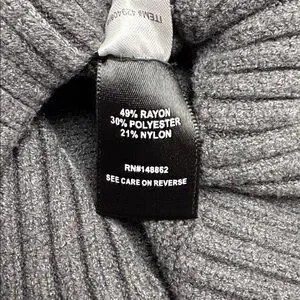 49% RAYON
30% POLYESTER
21% NYLON
RN#148862
SEE CARE ON REVERSE